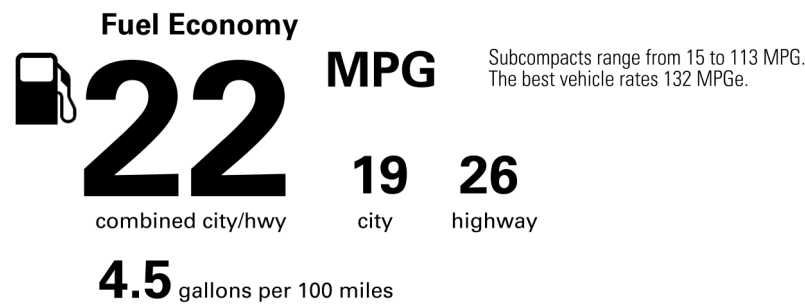 Fuel Economy
22
MPG
Subcompacts range from 15 to 113 MPG.
The best vehicle rates 132 MPGe.
19 26
combined city/hwy city highway
4.5 gallons per 100 miles